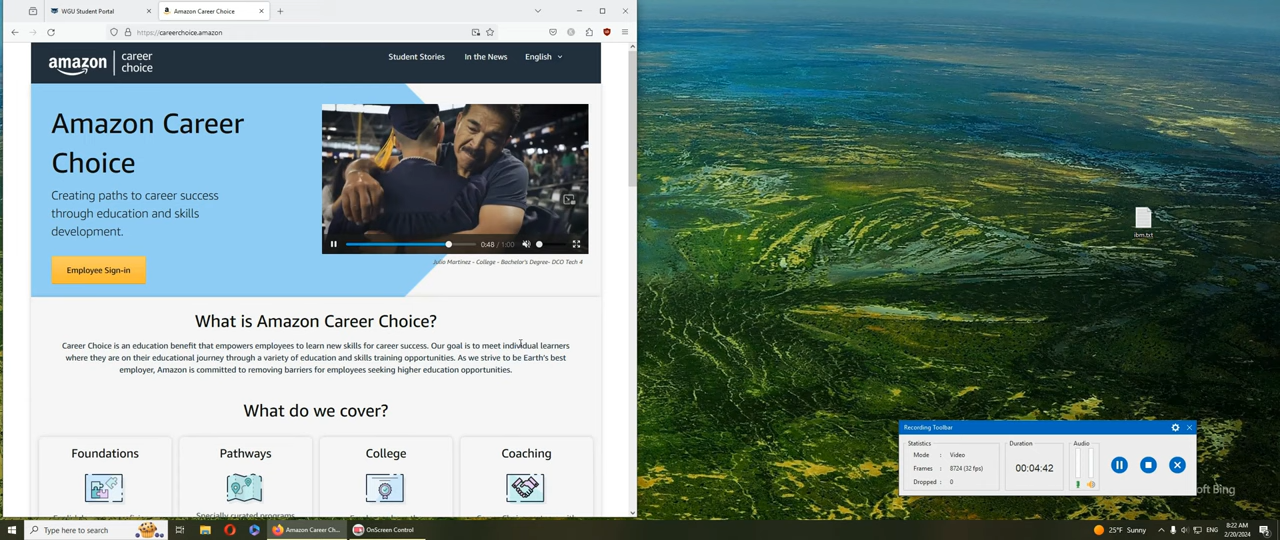 WGU Student Portal
Amazon Career Choice
https://careerchoice.amazon
amazon
career
choice
Student Stories
In the News
English
Amazon Career
Choice
Creating paths to career success
through education and skills
development.
Employee Sign-in
0:48 / 1:00
Julia Martinez - College - Bachelor's Degree- DCO Tech 4
What is Amazon Career Choice?
Career Choice is an education benefit that empowers employees to learn new skills for career success. Our goal is to meet individual learners
where they are on their educational journey through a variety of education and skills training opportunities. As we strive to be Earth's best
employer, Amazon is committed to removing barriers for employees seeking higher education opportunities.
What do we cover?
Foundations
Pathways
College
Coaching
Specially curated programs
ibm.txt
Recording Toolbar
Statistics
Mode : Video
Frames : 8724 (32 fps)
Dropped : 0
Duration
00:04:42
Audio
oft Bing
Type here to search
Amazon Career Ch...
OnScreen Control
25°F Sunny
ENG
8:22 AM
2/20/2024